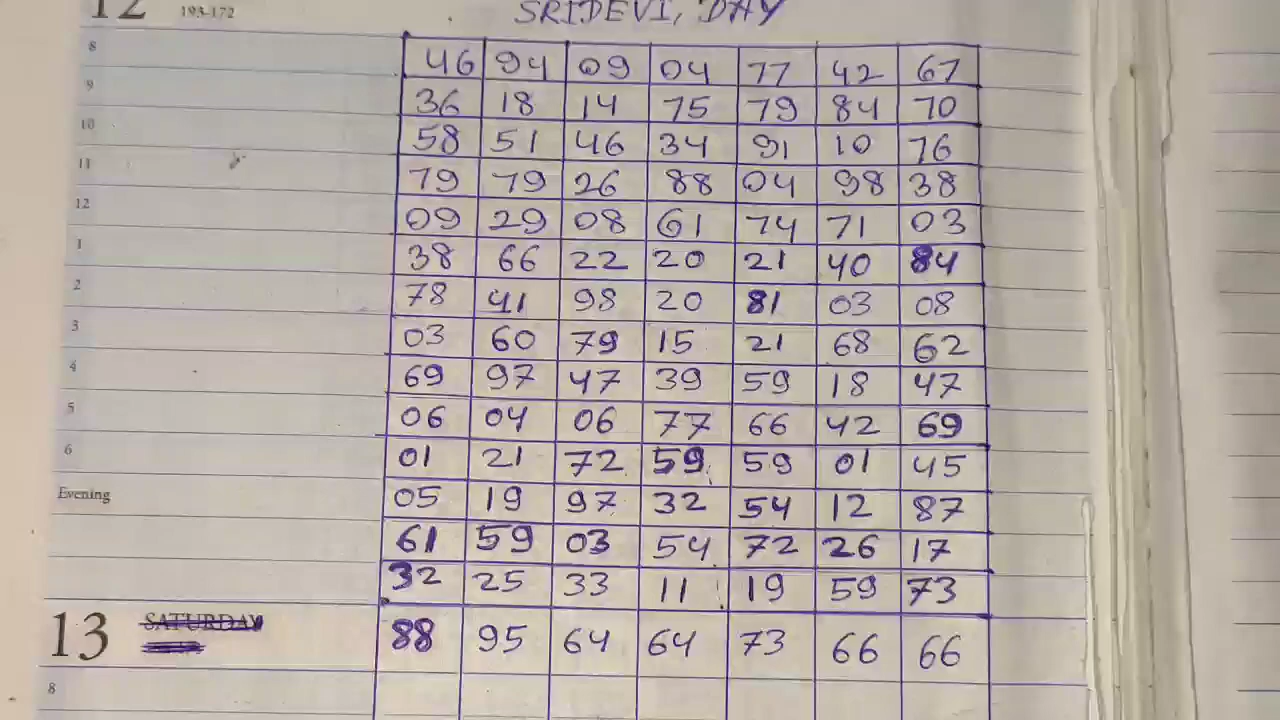 12 193-172 SRIDEVI, DAY
8 46 94 09 04 77 42 67
9 36 18 14 75 79 84 70
10 58 51 46 34 91 10 76
11 79 79 26 88 04 98 38
12 09 29 08 61 74 71 03
1 38 66 22 20 21 40 84
2 78 41 98 20 81 03 08
3 03 60 79 15 21 68 62
4 69 97 47 39 59 18 47
5 06 04 06 77 66 42 69
6 01 21 72 59 59 01 45
Evening 05 19 97 32 54 12 87
61 59 03 54 72 26 17
32 25 33 11 19 59 73
13 SATURDAY 88 95 64 64 73 66 66
8